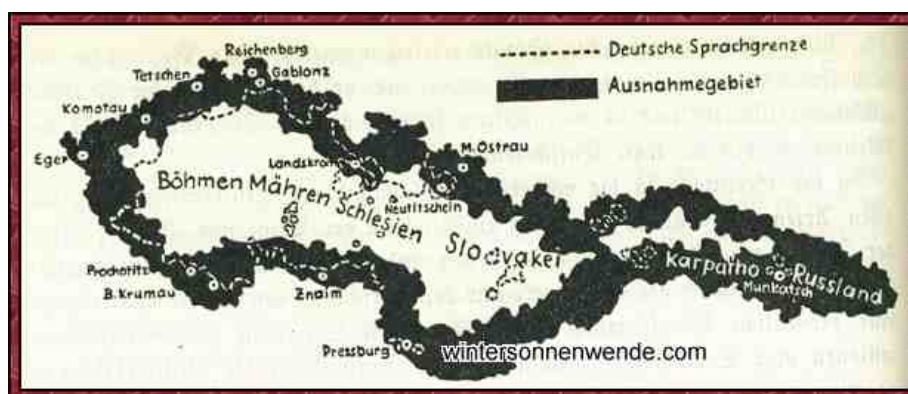 Deutsche Sprachgrenze
Ausnahmegebiet
Reichenberg
Tetschen
Gablonz
Komotau
Eger
M. Ostrau
Landskron
Böhmen Mähren Schlesien
Neutitschein
Slovakei
Karpatho Russland
Munkatsch
Prachatitz
B. Krumau
Znaim
Pressburg
wintersonnenwende.com